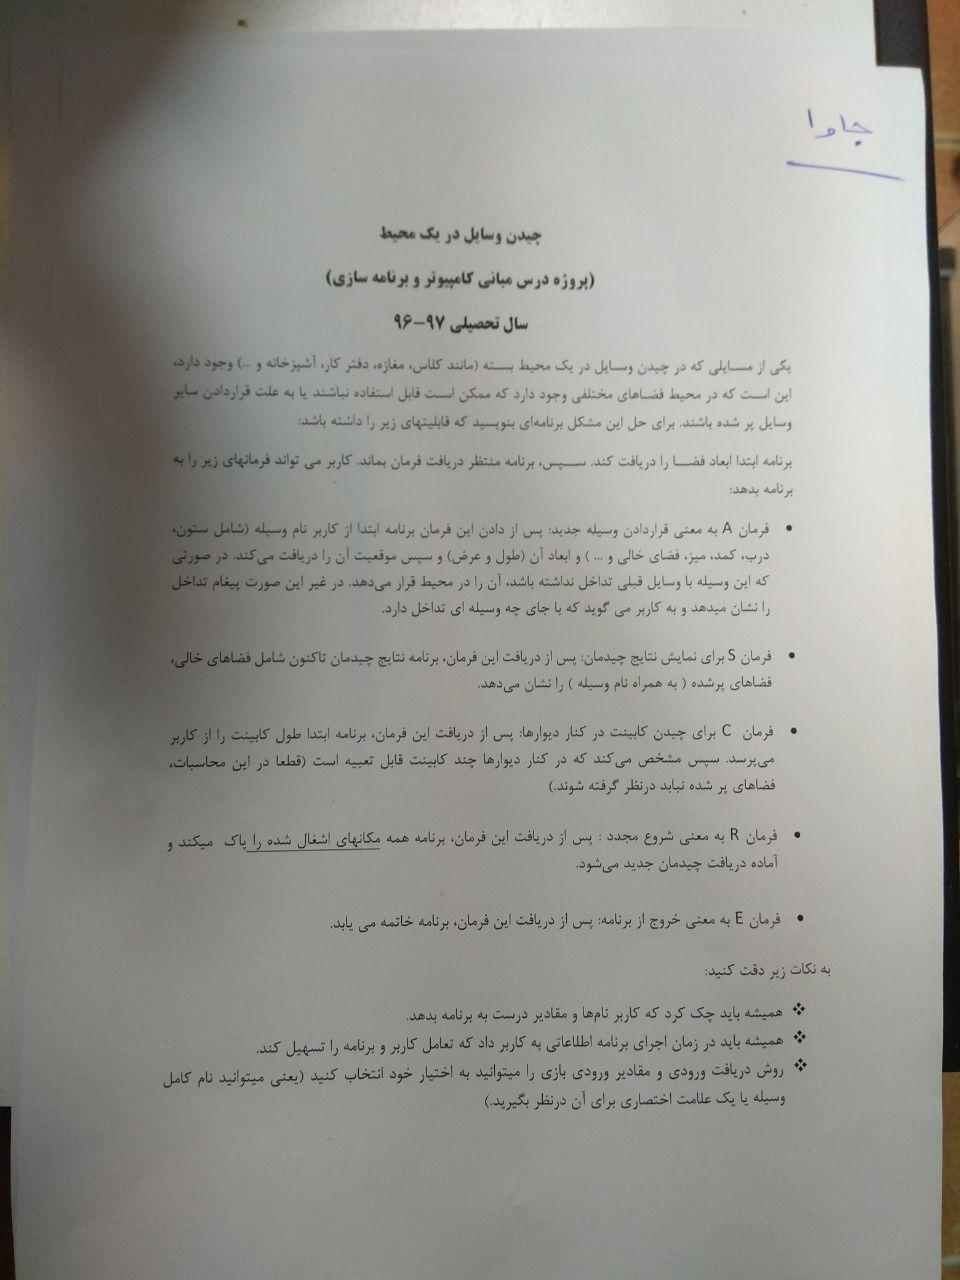 جاوا
چیدن وسایل در یک محیط
(پروژه درس مبانی کامپیوتر و برنامه سازی)
سال تحصیلی ۹۷-۹۶
یکی از مسایلی که در چیدن وسایل در یک محیط بسته (مانند کلاس، مغازه، دفتر کار، آشپزخانه و ...) وجود دارد،
این است که در محیط فضاهای مختلفی وجود دارد که ممکن است قابل استفاده نباشند یا به علت قراردادن سایر
وسایل پر شده باشند. برای حل این مشکل برنامه‌ای بنویسید که قابلیتهای زیر را داشته باشد:
برنامه ابتدا ابعاد فضا را دریافت کند. سپس، برنامه منتظر دریافت فرمان بماند. کاربر می تواند فرمانهای زیر را به
برنامه بدهد:
• فرمان A به معنی قراردادن وسیله جدید: پس از دادن این فرمان برنامه ابتدا از کاربر نام وسیله (شامل ستون،
درب، کمد، میز، فضای خالی و ... ) و ابعاد آن (طول و عرض) و سپس موقعیت آن را دریافت می‌کند. در صورتی
که این وسیله با وسایل قبلی تداخل نداشته باشد، آن را در محیط قرار می‌دهد. در غیر این صورت پیغام تداخل
را نشان میدهد و به کاربر می گوید که با جای چه وسیله ای تداخل دارد.
• فرمان S برای نمایش نتایج چیدمان: پس از دریافت این فرمان، برنامه نتایج چیدمان تاکنون شامل فضاهای خالی،
فضاهای پرشده ( به همراه نام وسیله ) را نشان می‌دهد.
• فرمان C برای چیدن کابینت در کنار دیوارها: پس از دریافت این فرمان، برنامه ابتدا طول کابینت را از کاربر
می‌پرسد. سپس مشخص می‌کند که در کنار دیوارها چند کابینت قابل تعبیه است (قطعا در این محاسبات،
فضاهای پر شده نباید درنظر گرفته شوند.)
• فرمان R به معنی شروع مجدد : پس از دریافت این فرمان، برنامه همه مکانهای اشغال شده را پاک میکند و
آماده دریافت چیدمان جدید می‌شود.
• فرمان E به معنی خروج از برنامه: پس از دریافت این فرمان، برنامه خاتمه می یابد.
به نکات زیر دقت کنید:
❖ همیشه باید چک کرد که کاربر نام‌ها و مقادیر درست به برنامه بدهد.
❖ همیشه باید در زمان اجرای برنامه اطلاعاتی به کاربر داد که تعامل کاربر و برنامه را تسهیل کند.
❖ روش دریافت ورودی و مقادیر ورودی بازی را میتوانید به اختیار خود انتخاب کنید (یعنی میتوانید نام کامل
وسیله یا یک علامت اختصاری برای آن درنظر بگیرید.)